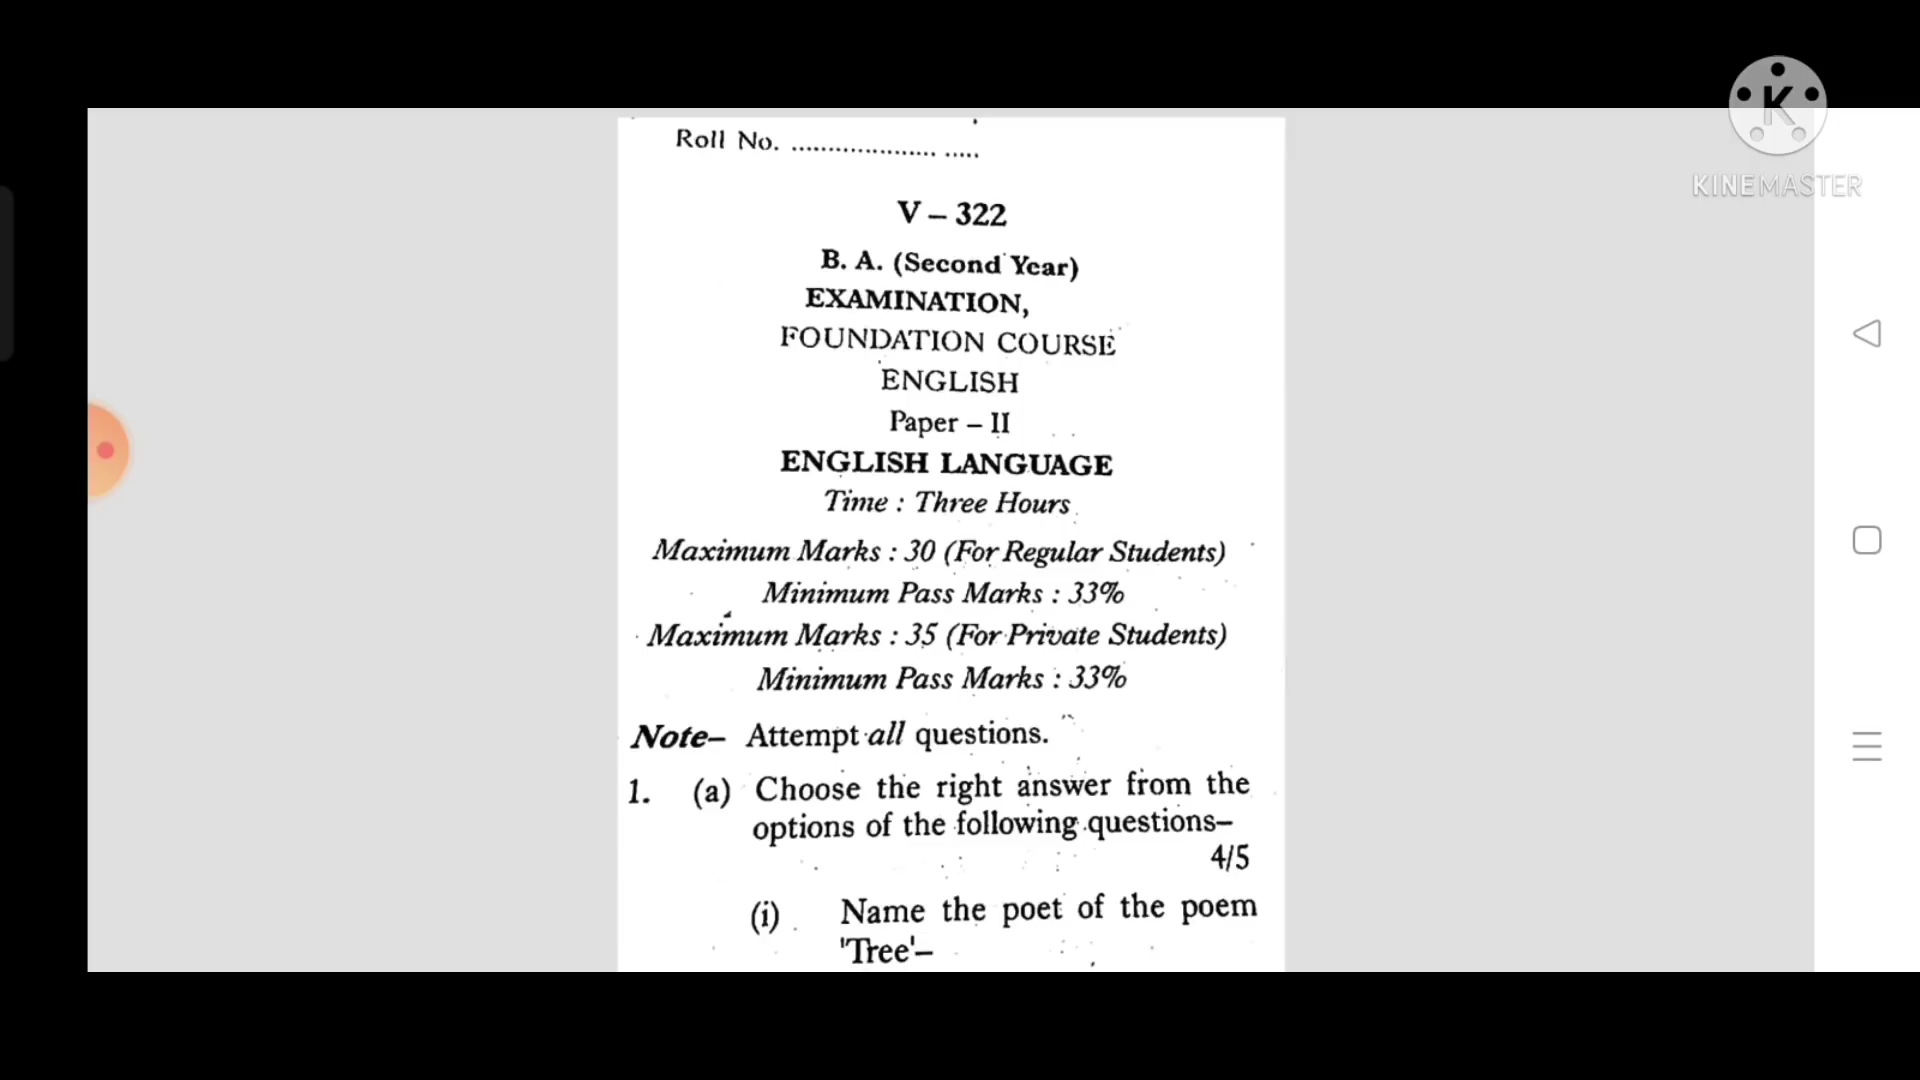 Roll No. .........................
V – 322
B. A. (Second Year)
EXAMINATION,
FOUNDATION COURSE
ENGLISH
Paper – II
ENGLISH LANGUAGE
Time : Three Hours
Maximum Marks : 30 (For Regular Students)
Minimum Pass Marks : 33%
Maximum Marks : 35 (For Private Students)
Minimum Pass Marks : 33%
Note– Attempt all questions.
1. (a) Choose the right answer from the
options of the following questions–
4/5
(i) Name the poet of the poem
'Tree'–
K
KINEMASTER